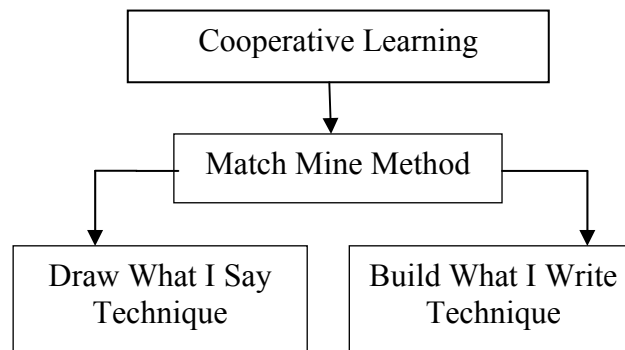 Cooperative Learning
Match Mine Method
Draw What I Say
Technique
Build What I Write
Technique